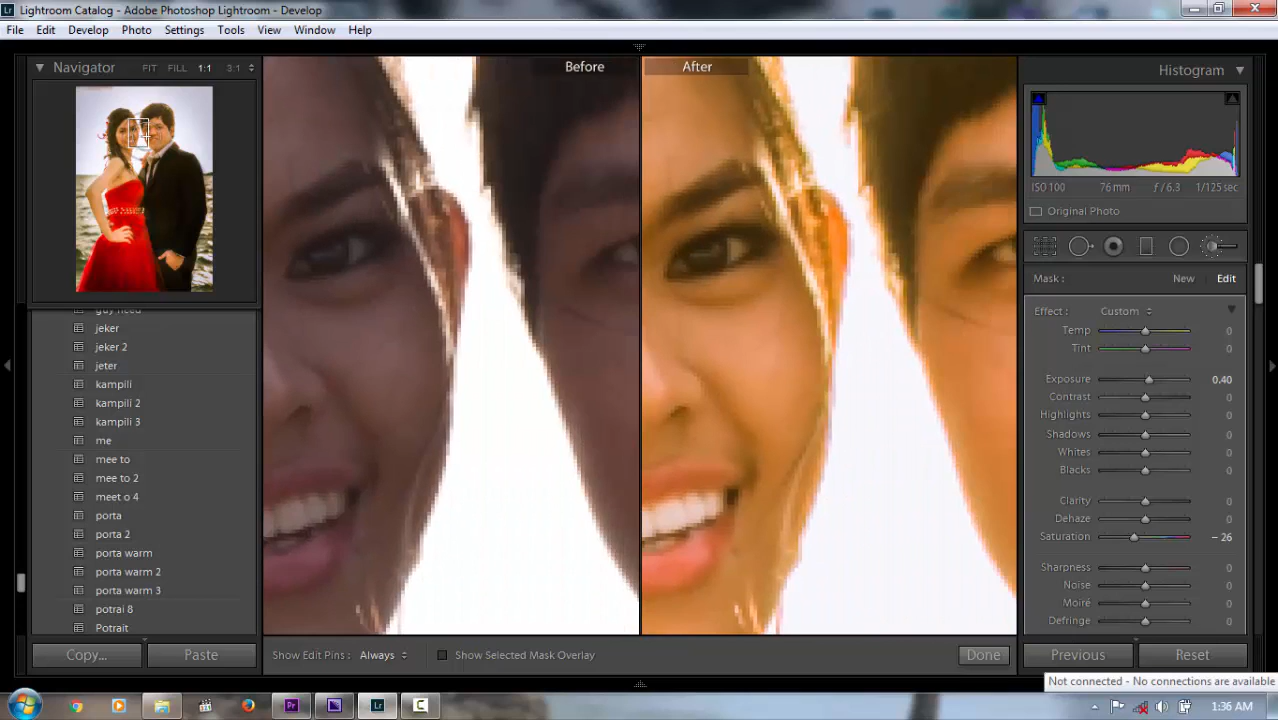 Lightroom Catalog - Adobe Photoshop Lightroom - Develop
File Edit Develop Photo Settings Tools View Window Help
Navigator FIT FILL 1:1 3:1
Before
After
Histogram
ISO 100 76 mm ƒ / 6.3 1/125 sec
Original Photo
Mask : New Edit
Effect : Custom
Temp 0
Tint 0
Exposure 0.40
Contrast 0
Highlights 0
Shadows 0
Whites 0
Blacks 0
Clarity 0
Dehaze 0
Saturation – 26
Sharpness 0
Noise 0
Moiré 0
Defringe 0
jeker
jeker 2
jeter
kampili
kampili 2
kampili 3
me
mee to
mee to 2
meet o 4
porta
porta 2
porta warm
porta warm 2
porta warm 3
potrai 8
Potrait
Copy... Paste
Show Edit Pins : Always Show Selected Mask Overlay Done
Previous Reset
Not connected - No connections are available
1:36 AM